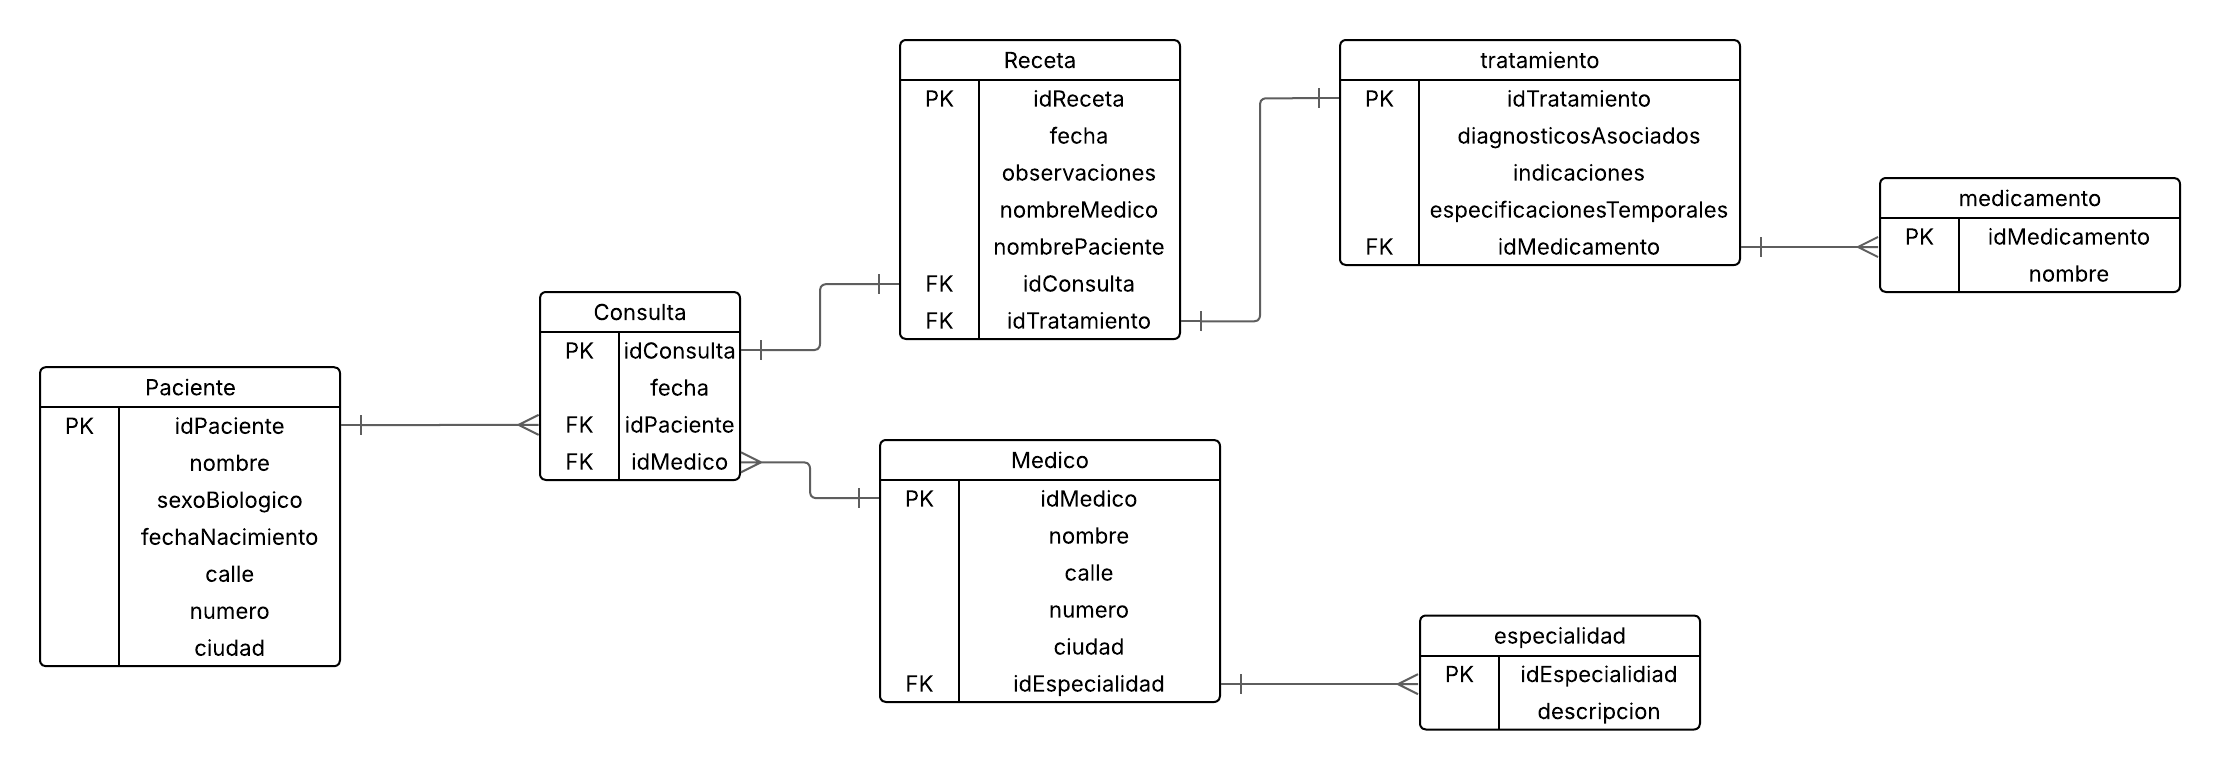 Receta
PK idReceta
fecha
observaciones
nombreMedico
nombrePaciente
FK idConsulta
FK idTratamiento
tratamiento
PK idTratamiento
diagnosticosAsociados
indicaciones
especificacionesTemporales
FK idMedicamento
medicamento
PK idMedicamento
nombre
Consulta
PK idConsulta
fecha
FK idPaciente
FK idMedico
Paciente
PK idPaciente
nombre
sexoBiologico
fechaNacimiento
calle
numero
ciudad
Medico
PK idMedico
nombre
calle
numero
ciudad
FK idEspecialidad
especialidad
PK idEspecialidiad
descripcion